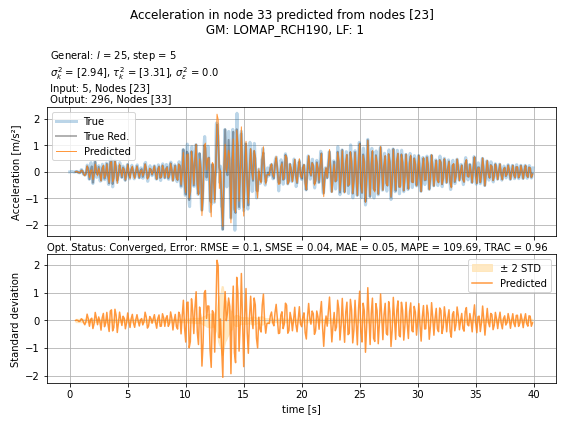 Acceleration in node 33 predicted from nodes [23]
GM: LOMAP_RCH190, LF: 1
General: l = 25, step = 5
σ²ₖ = [2.94], τ²ₖ = [3.31], σ²ε = 0.0
Input: 5, Nodes [23]
Output: 296, Nodes [33]
True
True Red.
Predicted
Acceleration [m/s²]
2
1
0
−1
−2
Opt. Status: Converged, Error: RMSE = 0.1, SMSE = 0.04, MAE = 0.05, MAPE = 109.69, TRAC = 0.96
± 2 STD
Predicted
Standard deviation
2
1
0
−1
−2
0 5 10 15 20 25 30 35 40
time [s]